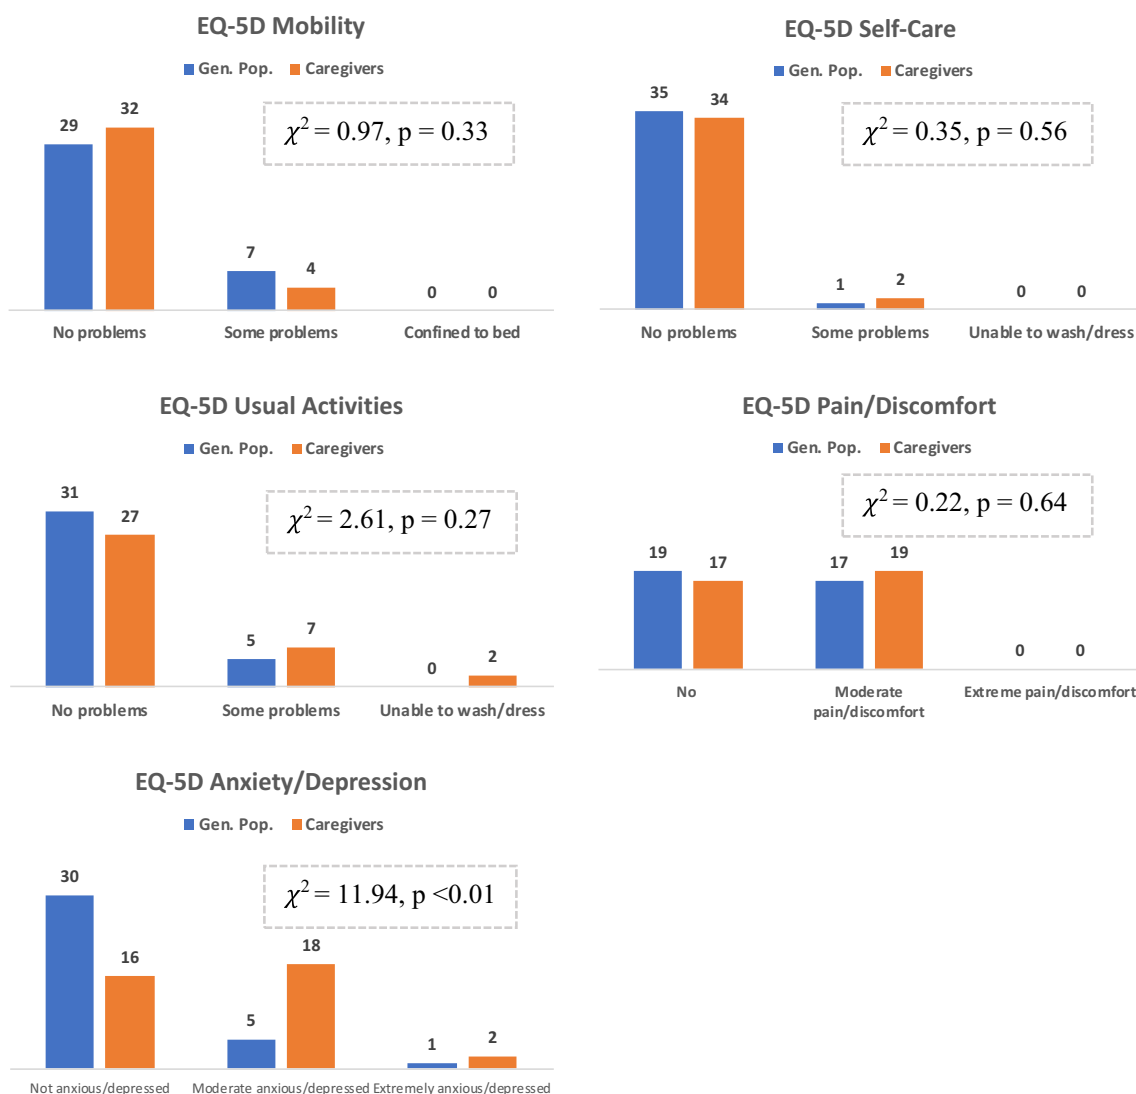 EQ-5D Mobility
Gen. Pop. Caregivers
29 32
χ² = 0.97, p = 0.33
7 4
0 0
No problems Some problems Confined to bed
EQ-5D Self-Care
Gen. Pop. Caregivers
35 34
χ² = 0.35, p = 0.56
1 2
0 0
No problems Some problems Unable to wash/dress
EQ-5D Usual Activities
Gen. Pop. Caregivers
31 27
χ² = 2.61, p = 0.27
5 7
0 2
No problems Some problems Unable to wash/dress
EQ-5D Pain/Discomfort
Gen. Pop. Caregivers
χ² = 0.22, p = 0.64
19 17
17 19
0 0
No Moderate Extreme pain/discomfort
pain/discomfort
EQ-5D Anxiety/Depression
Gen. Pop. Caregivers
30 16
χ² = 11.94, p <0.01
5 18
1 2
Not anxious/depressed Moderate anxious/depressed Extremely anxious/depressed